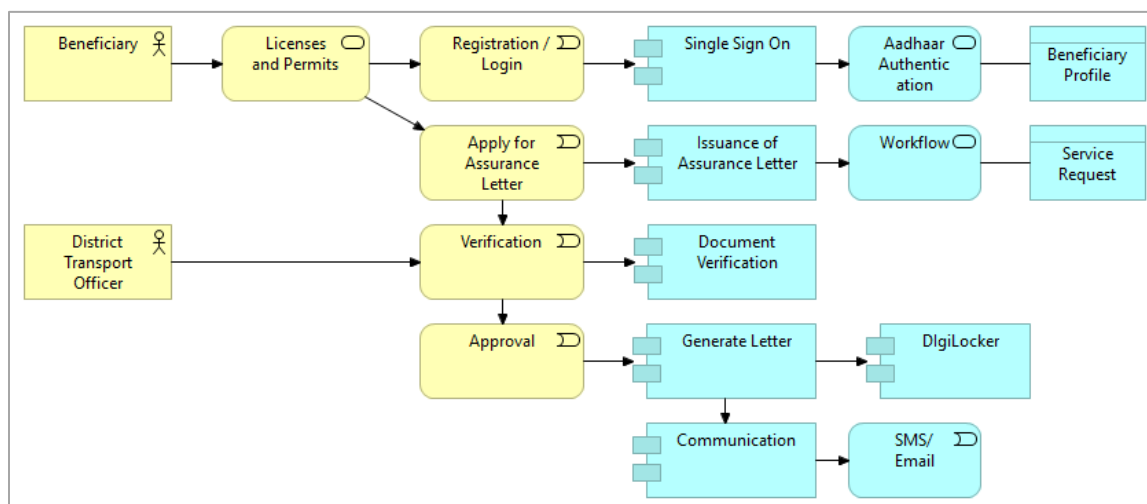 Beneficiary
Licenses
and Permits
Registration /
Login
Single Sign On
Aadhaar
Authentic
ation
Beneficiary
Profile
Apply for
Assurance
Letter
Issuance of
Assurance Letter
Workflow
Service
Request
District
Transport
Officer
Verification
Document
Verification
Approval
Generate Letter
DIgiLocker
Communication
SMS/
Email